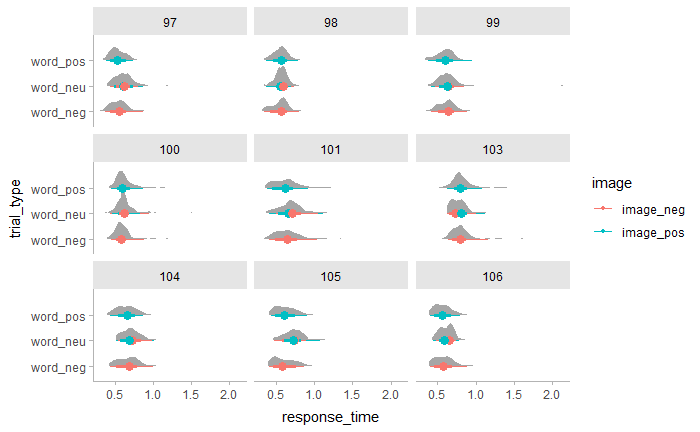 97 98 99
word_pos
word_neu
word_neg
100 101 103
word_pos
word_neu
word_neg
104 105 106
word_pos
word_neu
word_neg
0.5 1.0 1.5 2.0 0.5 1.0 1.5 2.0 0.5 1.0 1.5 2.0
response_time
trial_type
image
image_neg
image_pos